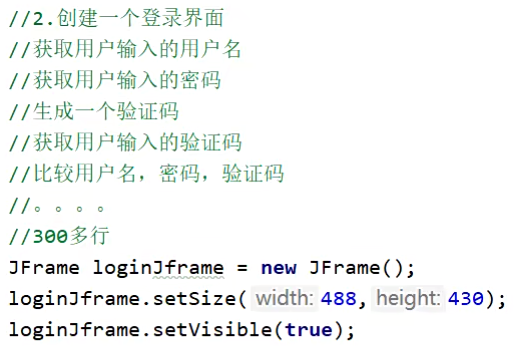 //2.创建一个登录界面
//获取用户输入的用户名
//获取用户输入的密码
//生成一个验证码
//获取用户输入的验证码
//比较用户名，密码，验证码
//。。。。
//300多行
JFrame loginJframe = new JFrame();
loginJframe.setSize( width: 488, height: 430);
loginJframe.setVisible(true);